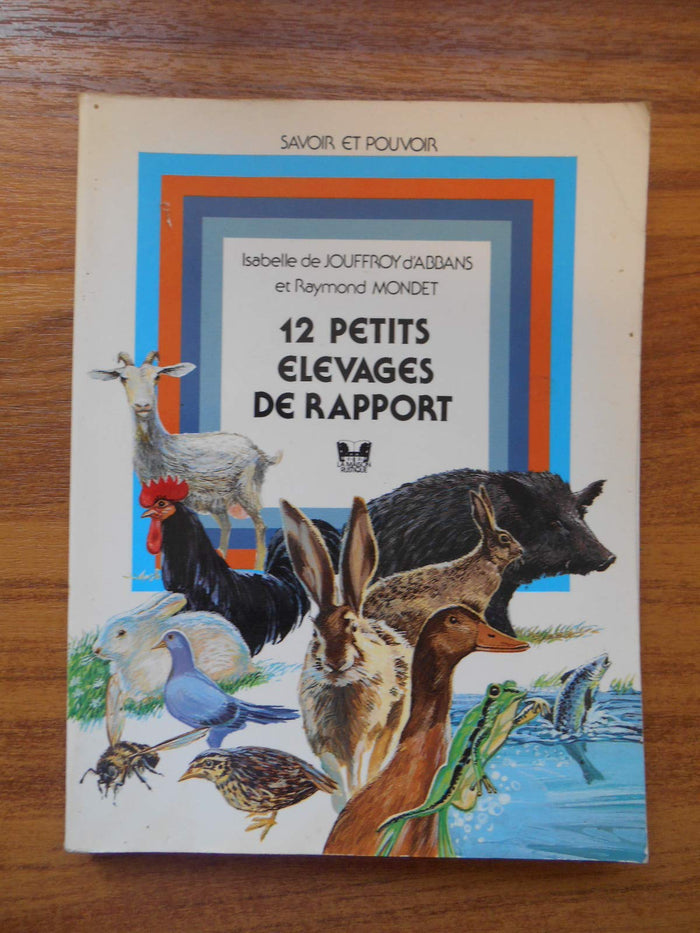 SAVOIR ET POUVOIR
Isabelle de JOUFFROY d'ABBANS
et Raymond MONDET
12 PETITS
ELEVAGES
DE RAPPORT
LA MAISON
RUSTIQUE